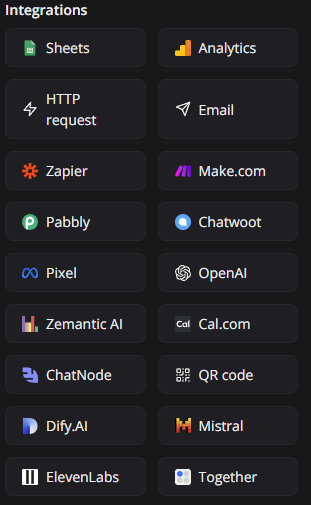 Integrations
Sheets
Analytics
HTTP
request
Email
Zapier
Make.com
Pabbly
Chatwoot
Pixel
OpenAI
Zemantic AI
Cal
Cal.com
ChatNode
QR code
Dify.AI
Mistral
ElevenLabs
Together